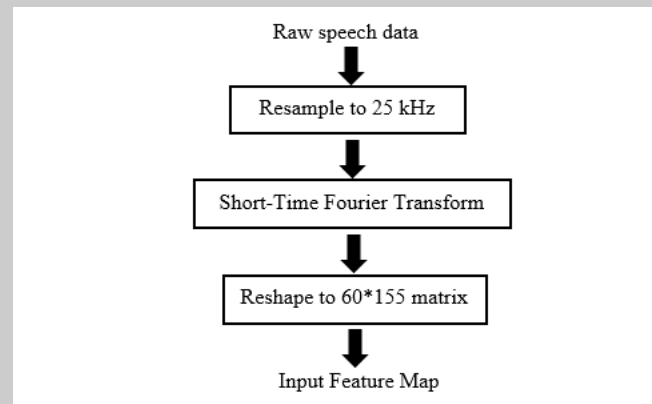 Raw speech data
Resample to 25 kHz
Short-Time Fourier Transform
Reshape to 60*155 matrix
Input Feature Map